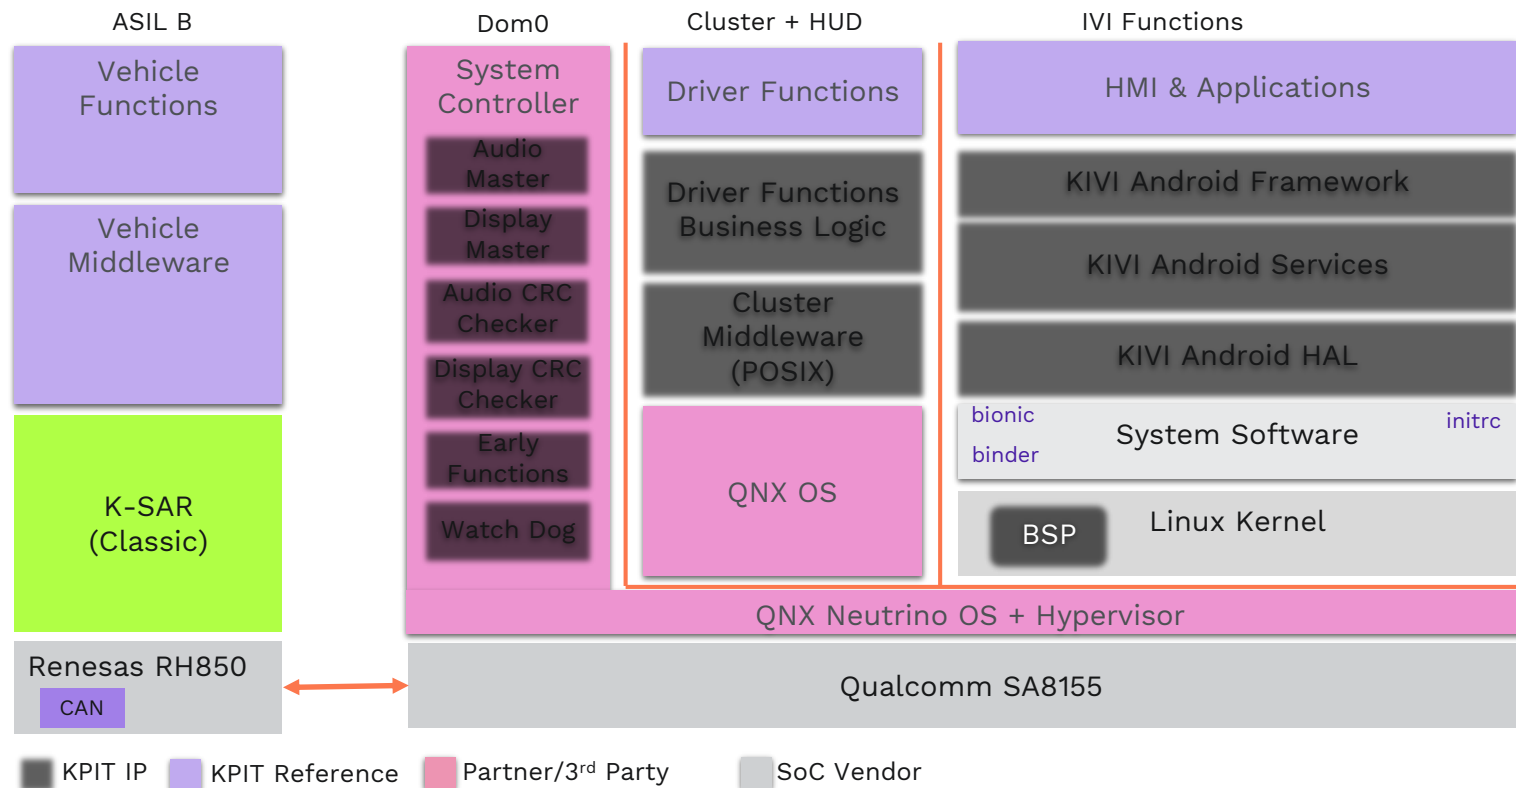 ASIL B
Vehicle
Functions
Vehicle
Middleware
K-SAR
(Classic)
Renesas RH850
CAN
Dom0
System
Controller
Audio
Master
Display
Master
Audio CRC
Checker
Display CRC
Checker
Early
Functions
Watch Dog
Cluster + HUD
Driver Functions
Driver Functions
Business Logic
Cluster
Middleware
(POSIX)
QNX OS
IVI Functions
HMI & Applications
KIVI Android Framework
KIVI Android Services
KIVI Android HAL
bionic
System Software
initrc
binder
BSP
Linux Kernel
QNX Neutrino OS + Hypervisor
Qualcomm SA8155
KPIT IP
KPIT Reference
Partner/3rd Party
SoC Vendor